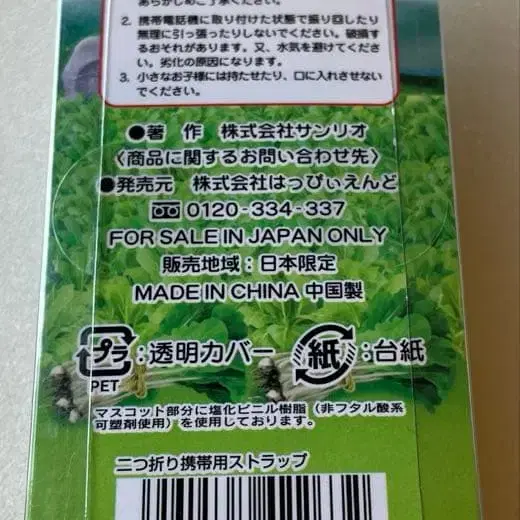 あらかじめご了承ください。
2. 携帯電話機に取り付けた状態で振り回したり
無理に引っ張ったりしないでください。破損す
るおそれがあります。又、水気を避けてくださ
い。劣化の原因になります。
3. 小さなお子様には持たせたり、口に入れさせない
でください。
●著 作 株式会社サンリオ
〈商品に関するお問い合わせ先〉
●発売元 株式会社はっぴぃえんど
0120-334-337
FOR SALE IN JAPAN ONLY
販売地域：日本限定
MADE IN CHINA 中国製
プラ：透明カバー 紙：台紙
PET
マスコット部分に塩化ビニル樹脂（非フタル酸系
可塑剤使用）を使用しております。
二つ折り携帯用ストラップ